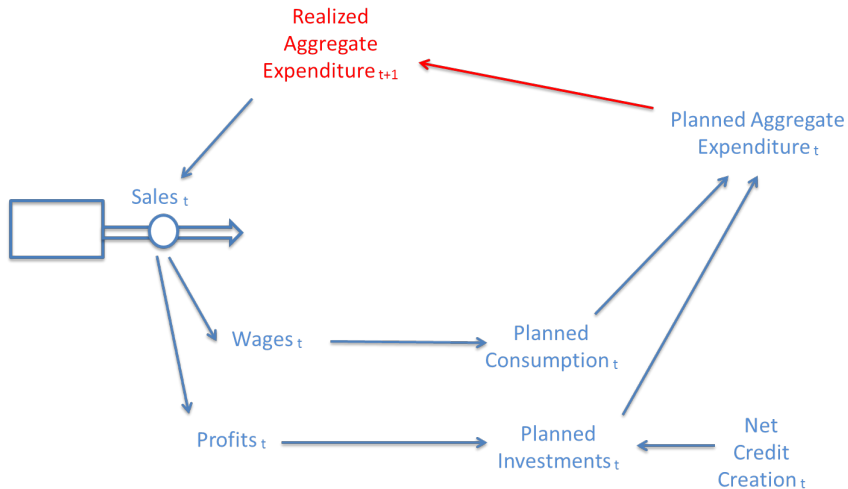 Realized
Aggregate
Expenditure t+1
Planned Aggregate
Expenditure t
Sales t
Wages t
Planned
Consumption t
Profits t
Planned
Investments t
Net
Credit
Creation t